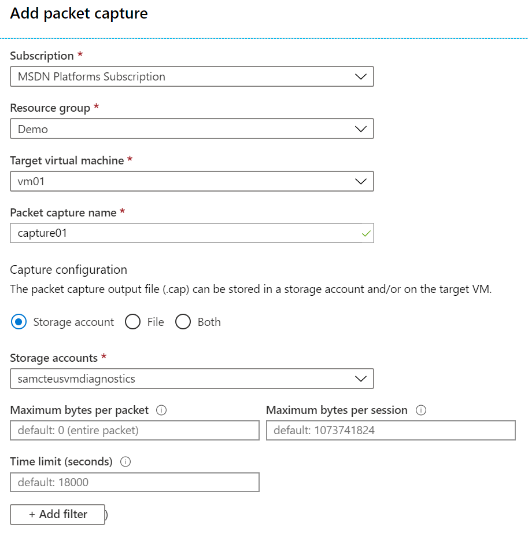 Add packet capture
Subscription *
MSDN Platforms Subscription
Resource group *
Demo
Target virtual machine *
vm01
Packet capture name *
capture01
Capture configuration
The packet capture output file (.cap) can be stored in a storage account and/or on the target VM.
Storage account File Both
Storage accounts *
samcteusvmdiagnostics
Maximum bytes per packet Maximum bytes per session
default: 0 (entire packet) default: 1073741824
Time limit (seconds)
default: 18000
+ Add filter )